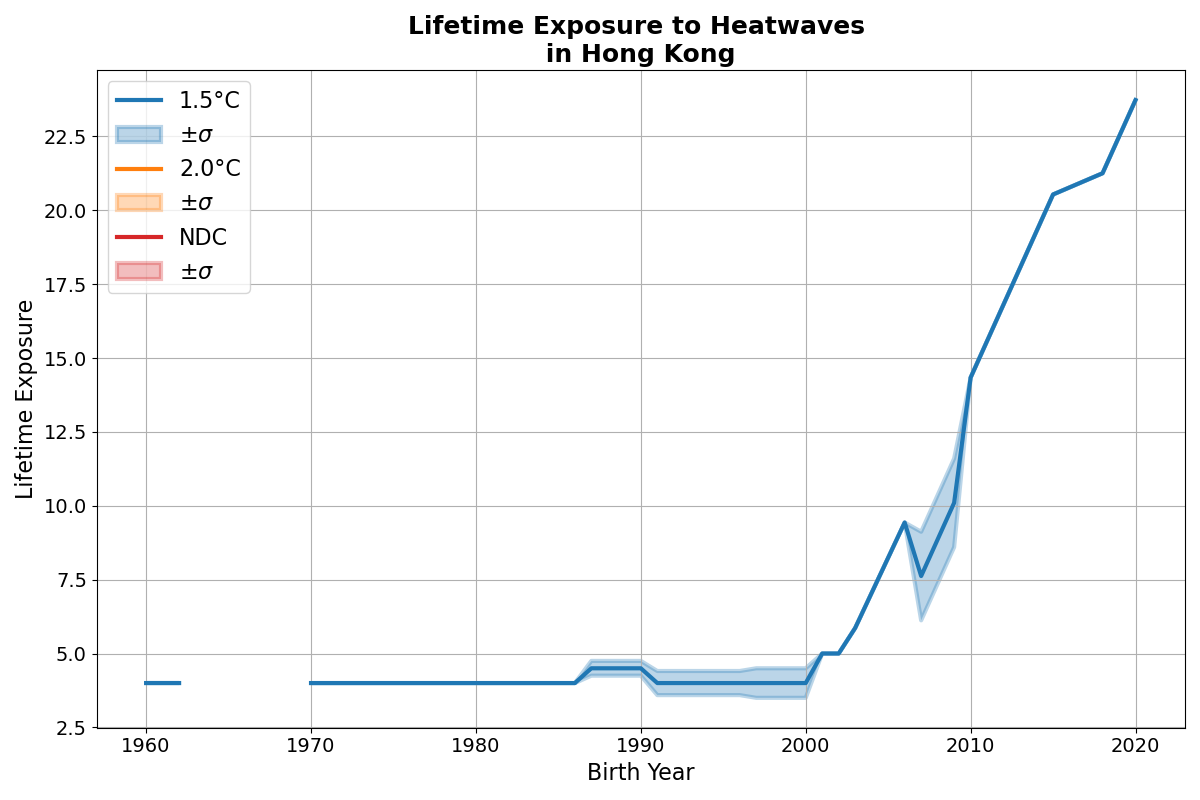 Lifetime Exposure to Heatwaves
in Hong Kong
1.5°C
±σ
2.0°C
±σ
NDC
±σ
Lifetime Exposure
22.5
20.0
17.5
15.0
12.5
10.0
7.5
5.0
2.5
1960 1970 1980 1990 2000 2010 2020
Birth Year